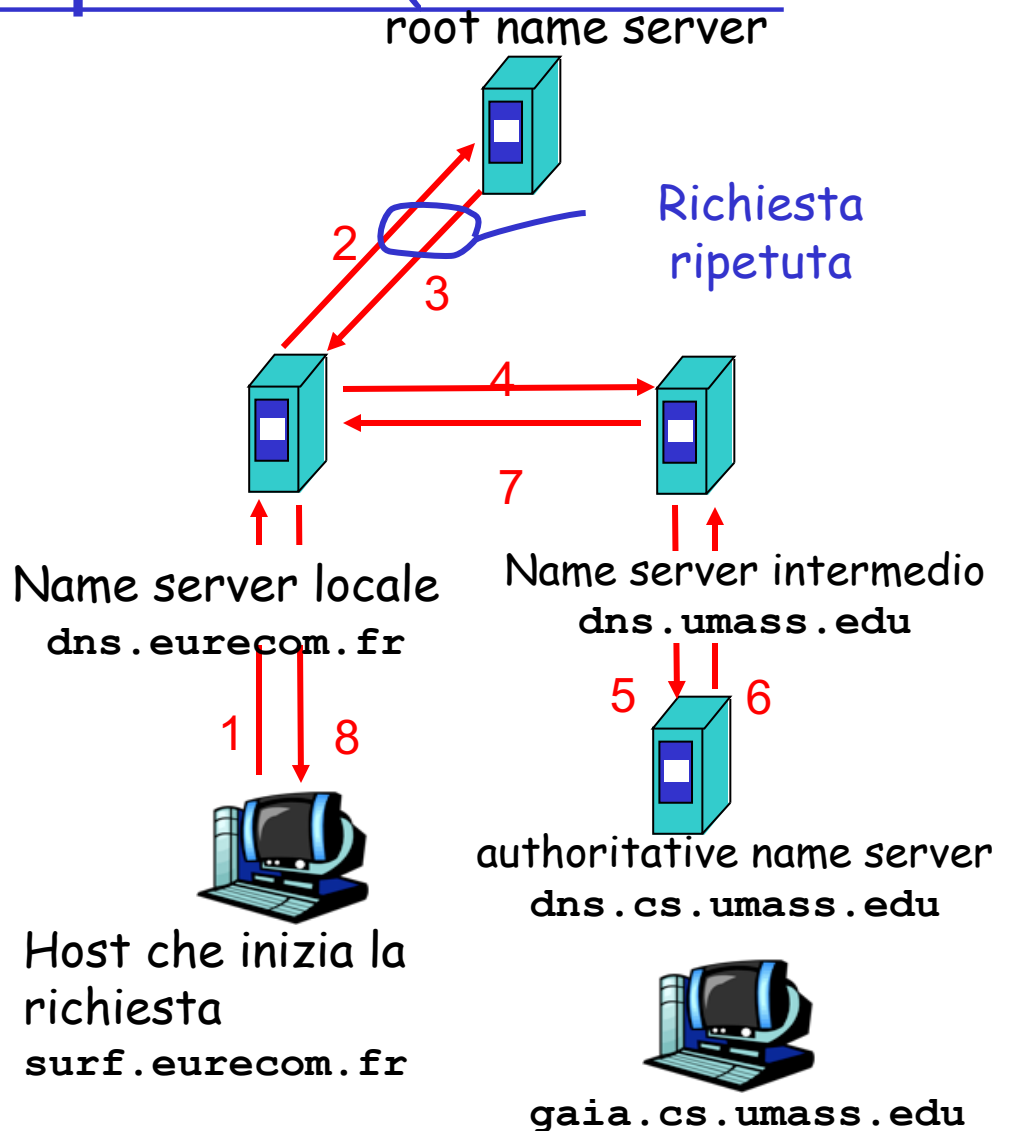 root name server
Richiesta
ripetuta
2
3
4
7
Name server locale
dns.eurecom.fr
Name server intermedio
dns.umass.edu
5
6
1
8
authoritative name server
dns.cs.umass.edu
Host che inizia la
richiesta
surf.eurecom.fr
gaia.cs.umass.edu